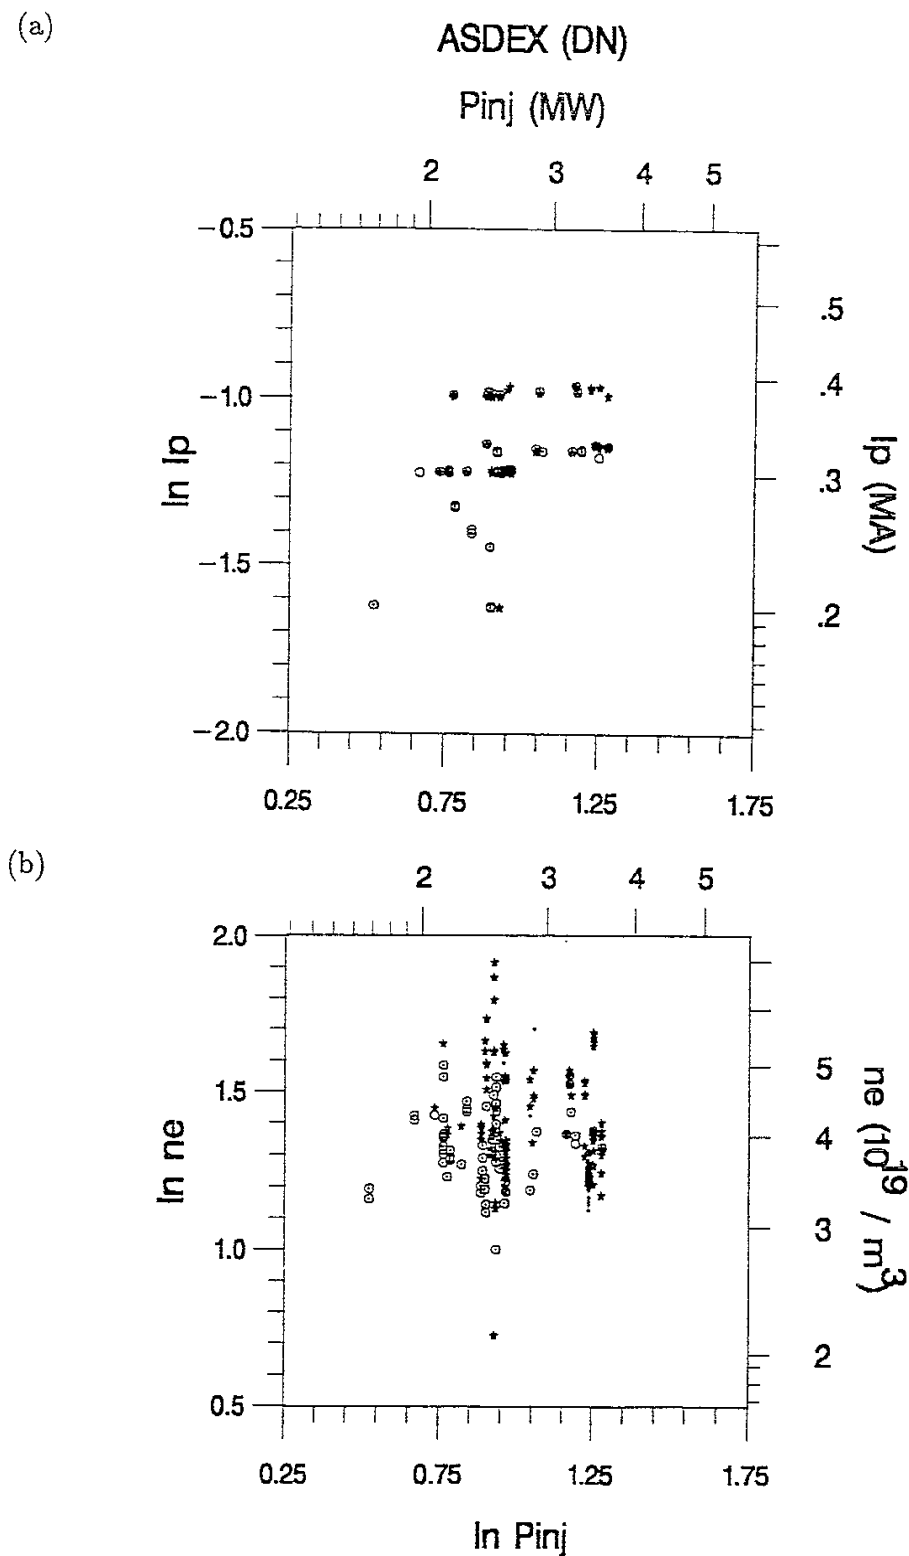 (a)
ASDEX (DN)
Pinj (MW)
2 3 4 5
−0.5
.5
.4
−1.0
ln Ip
.3
Ip (MA)
−1.5
.2
−2.0
0.25 0.75 1.25 1.75
(b)
2 3 4 5
2.0
5
1.5
4
ln ne
ne (10^19 / m^3)
3
1.0
2
0.5
0.25 0.75 1.25 1.75
ln Pinj